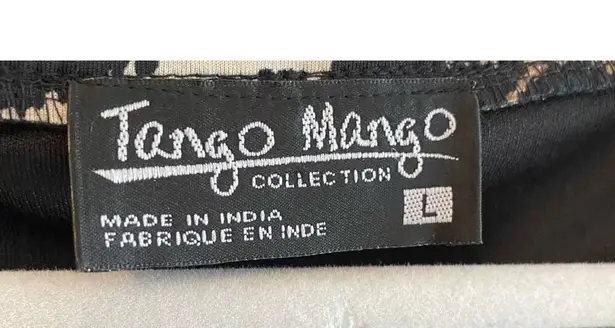 Tango Mango
COLLECTION
L
MADE IN INDIA
FABRIQUE EN INDE